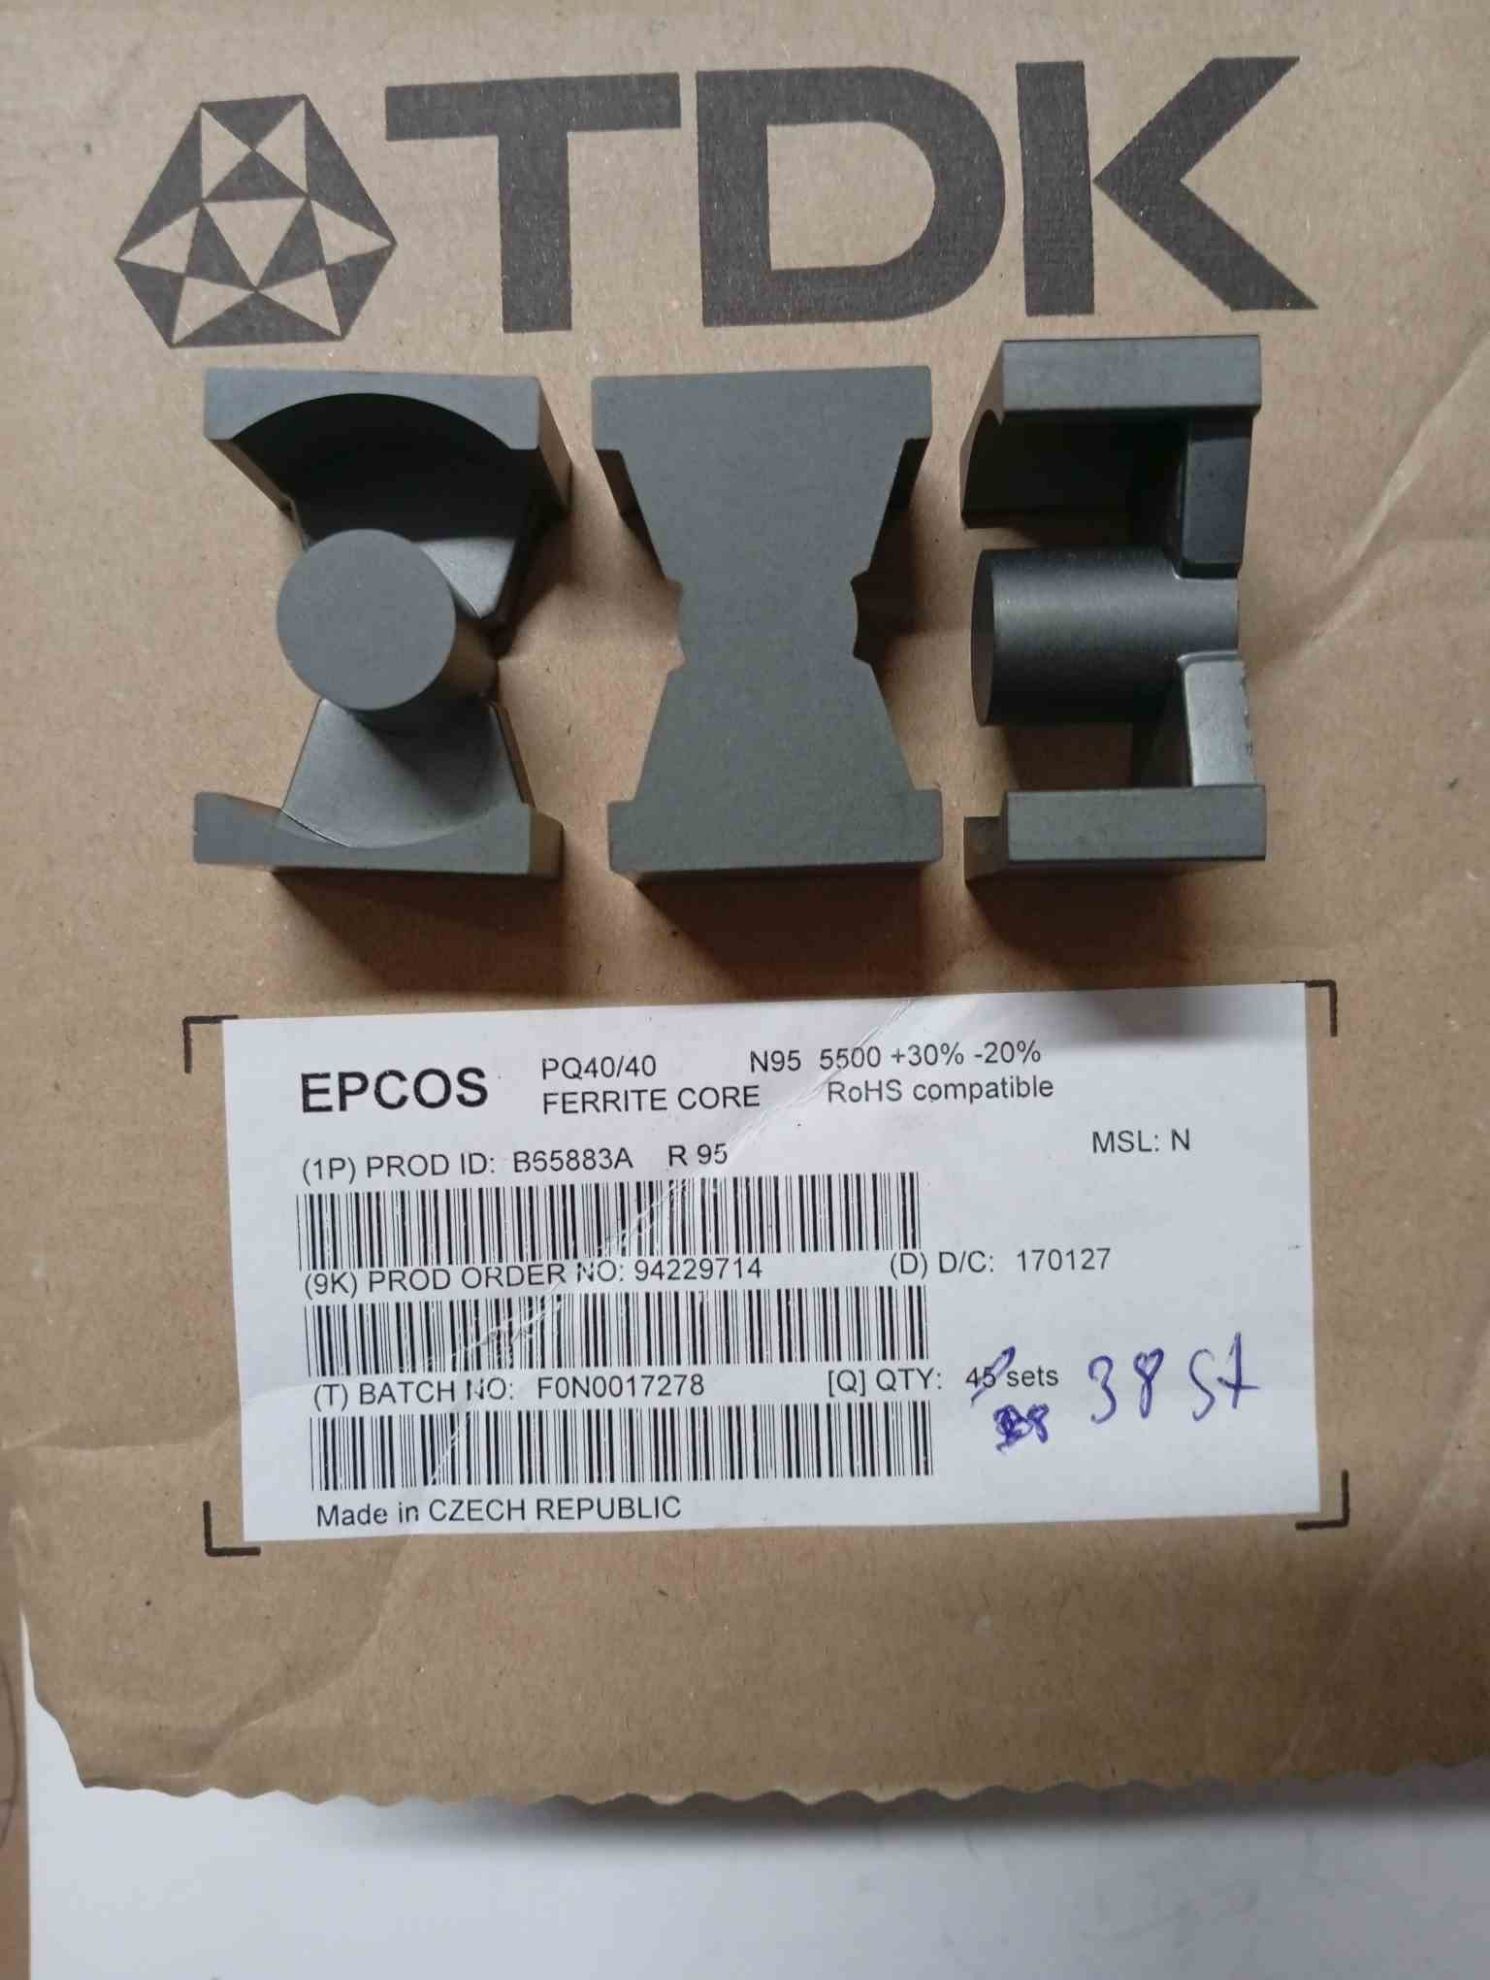 TDK
EPCOS PQ40/40 N95 5500 +30% -20%
FERRITE CORE RoHS compatible
(1P) PROD ID: B65883A R 95 MSL: N
(9K) PROD ORDER NO: 94229714 (D) D/C: 170127
(T) BATCH NO: F0N0017278 [Q] QTY: 45 sets 38 St
Made in CZECH REPUBLIC